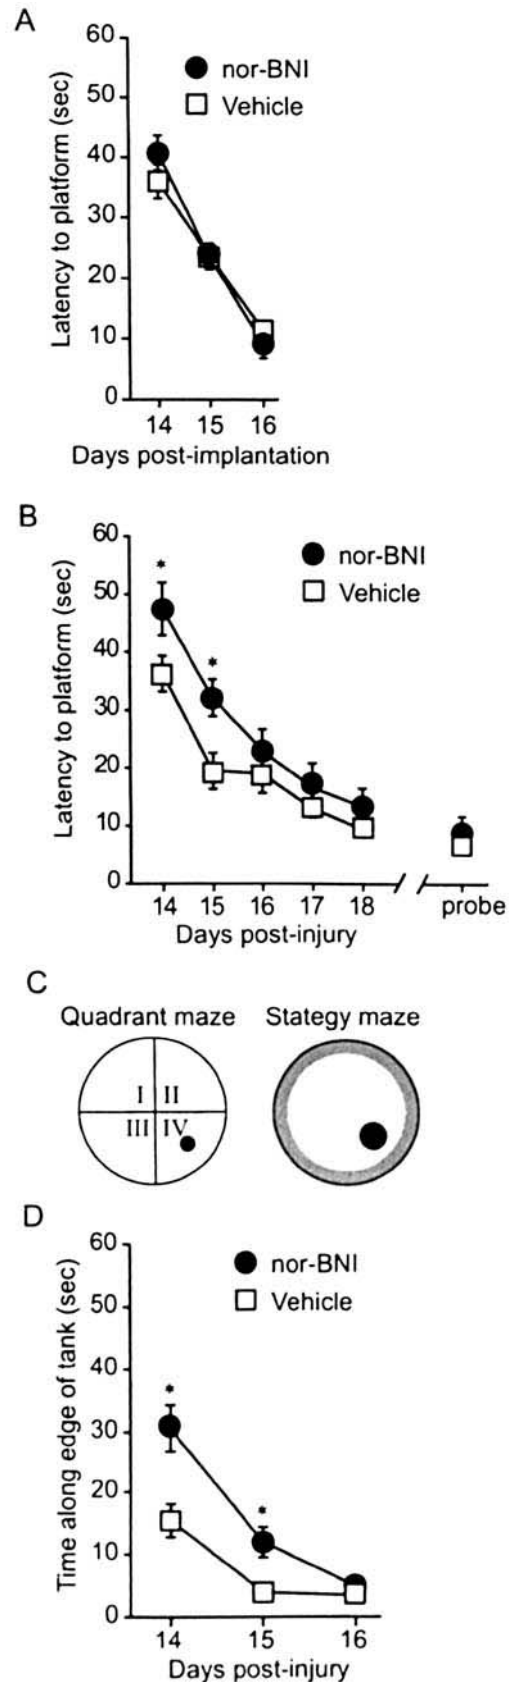 A
60
50
40
30
20
10
0
Latency to platform (sec)
nor-BNI
Vehicle
14 15 16
Days post-implantation
B
60
50
40
30
20
10
0
Latency to platform (sec)
nor-BNI
Vehicle
*
*
14 15 16 17 18 probe
Days post-injury
C
Quadrant maze Stategy maze
I II
III IV
D
60
50
40
30
20
10
0
Time along edge of tank (sec)
nor-BNI
Vehicle
*
*
14 15 16
Days post-injury